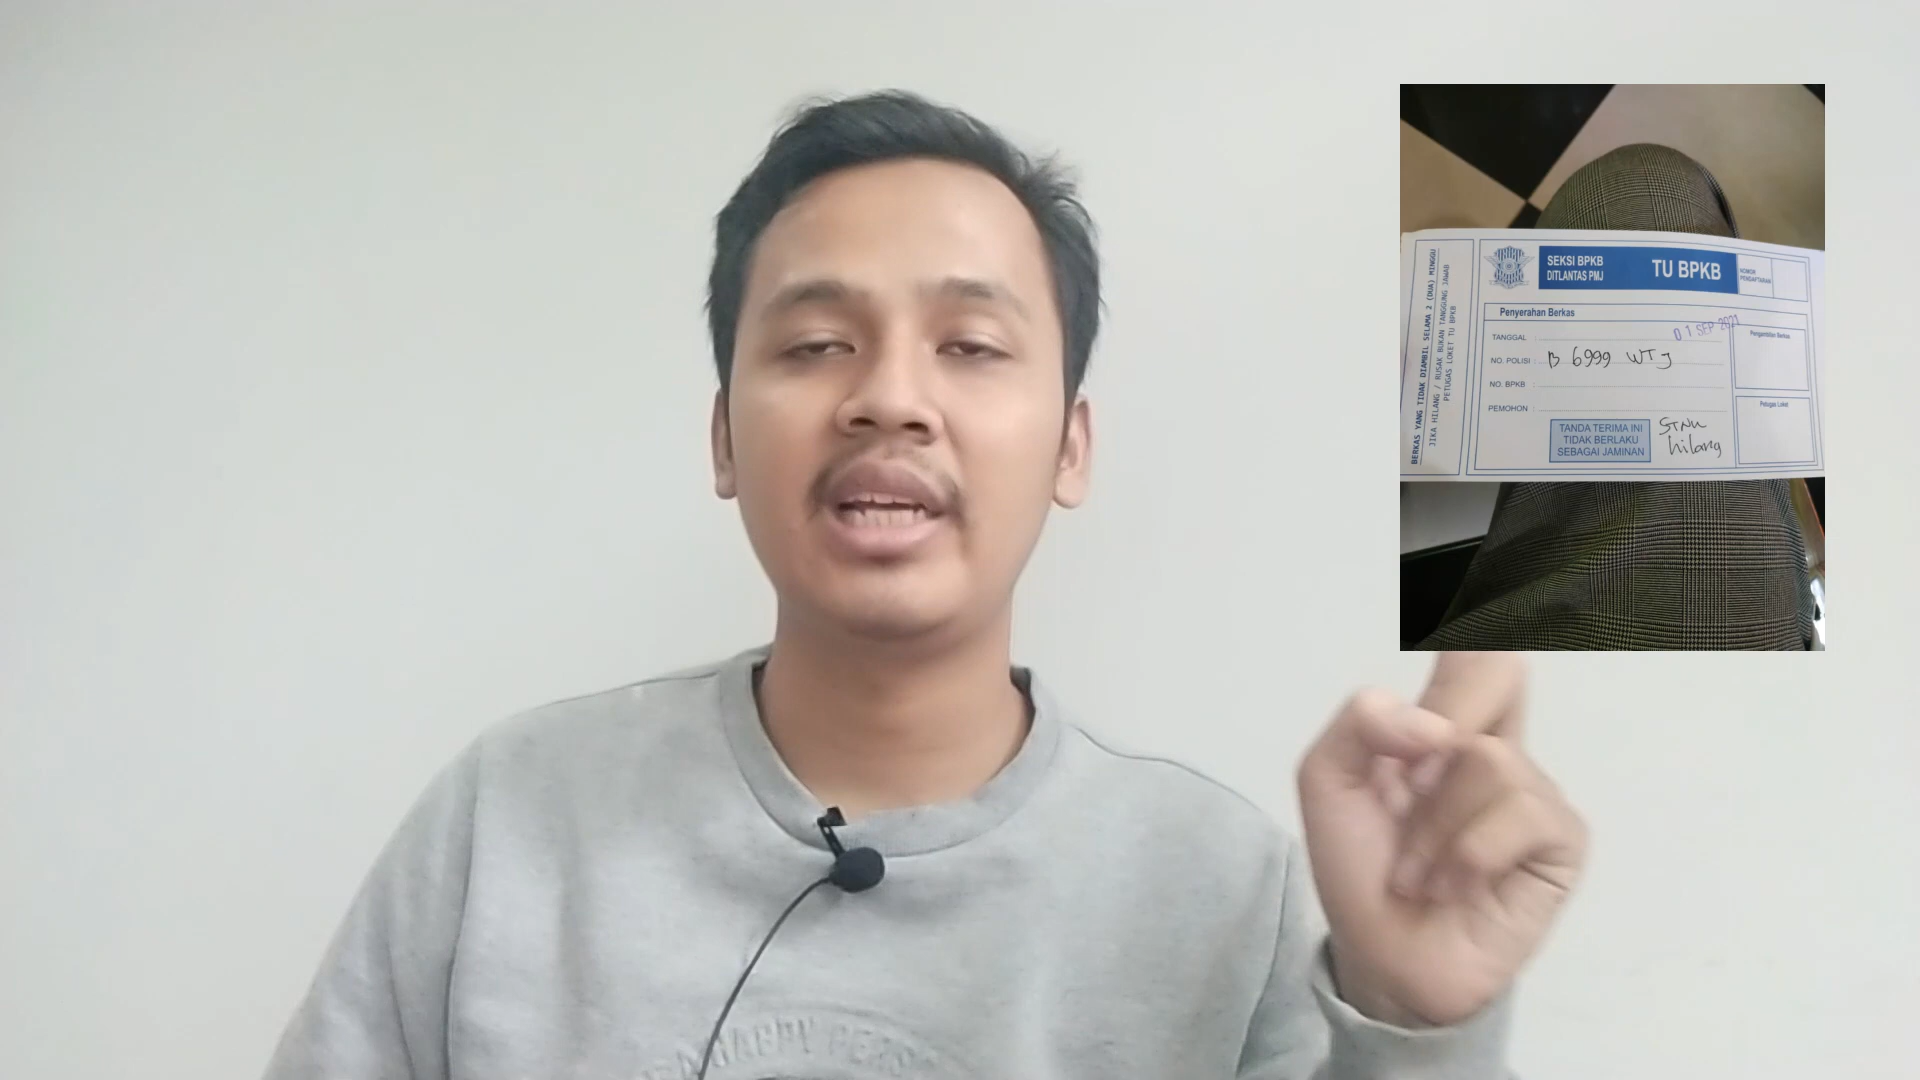 BERKAS YANG TIDAK DIAMBIL SELAMA 2 (DUA) MINGGU
JIKA HILANG / RUSAK BUKAN TANGGUNG JAWAB
PETUGAS LOKET TU BPKB
SEKSI BPKB
DITLANTAS PMJ
TU BPKB
NOMOR
PENDAFTARAN
Penyerahan Berkas
TANGGAL :
01 SEP 2021
NO. POLISI : B 6999 WTJ
NO. BPKB :
PEMOHON :
TANDA TERIMA INI
TIDAK BERLAKU
SEBAGAI JAMINAN
STNK
hilang
Pengambilan Berkas
Petugas Loket
HAPPY